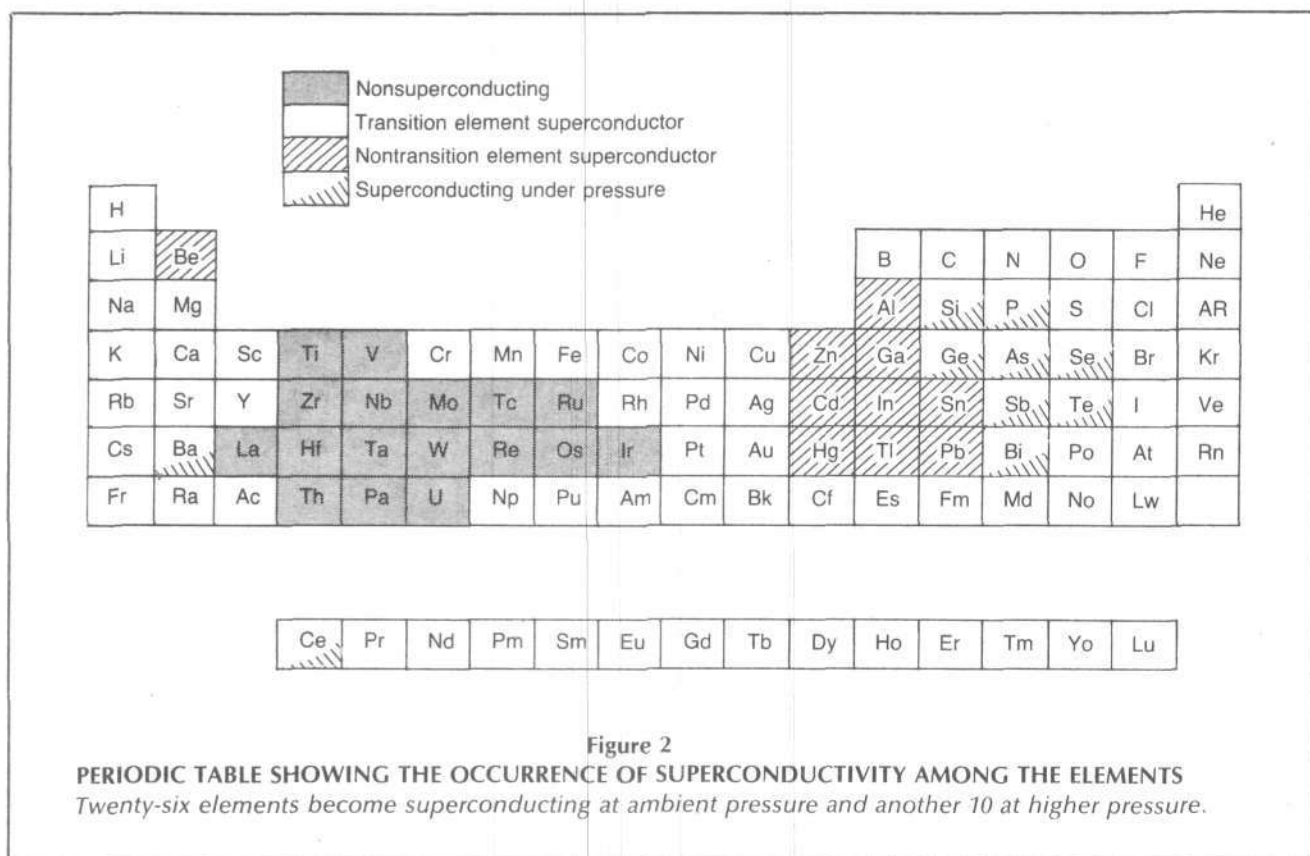 Nonsuperconducting
Transition element superconductor
Nontransition element superconductor
Superconducting under pressure
H He
Li Be B C N O F Ne
Na Mg Al Si P S Cl AR
K Ca Sc Ti V Cr Mn Fe Co Ni Cu Zn Ga Ge As Se Br Kr
Rb Sr Y Zr Nb Mo Tc Ru Rh Pd Ag Cd In Sn Sb Te I Ve
Cs Ba La Hf Ta W Re Os Ir Pt Au Hg Tl Pb Bi Po At Rn
Fr Ra Ac Th Pa U Np Pu Am Cm Bk Cf Es Fm Md No Lw
Ce Pr Nd Pm Sm Eu Gd Tb Dy Ho Er Tm Yo Lu
Figure 2
PERIODIC TABLE SHOWING THE OCCURRENCE OF SUPERCONDUCTIVITY AMONG THE ELEMENTS
Twenty-six elements become superconducting at ambient pressure and another 10 at higher pressure.